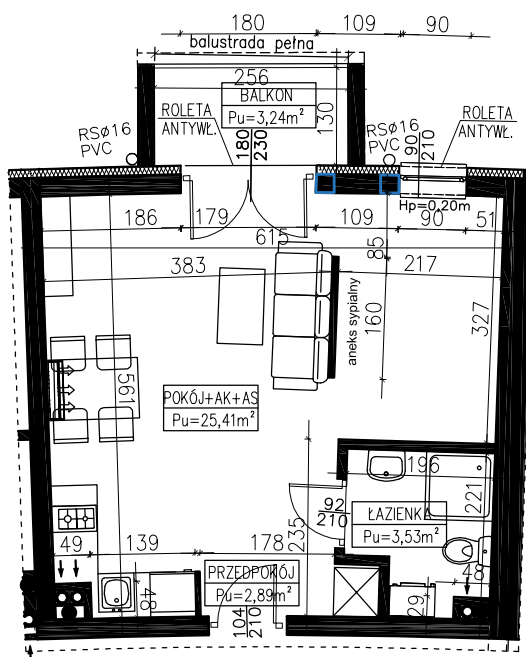 180 109 90
balustrada pełna
256
BALKON
Pu=3,24m²
130
ROLETA
ANTYWŁ.
RSø16
PVC
180
230
RSø16
PVC
90
210
ROLETA
ANTYWŁ.
Hp=0,20m
186 179 109 90 51
615
85
383 217
160
aneks sypialny
327
561
POKÓJ+AK+AS
Pu=25,41m²
196
221
92
210
ŁAZIENKA
Pu=3,53m²
235
49 139 178
48
PRZEDPOKÓJ
Pu=2,89m²
48
29
104
210